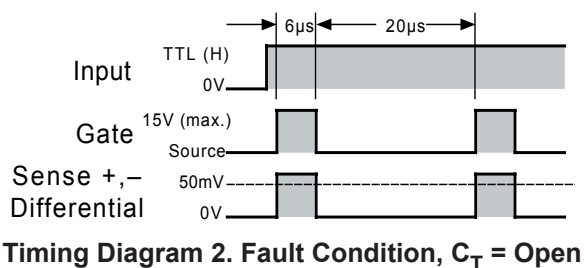 6µs 20µs
Input TTL (H)
0V
Gate 15V (max.)
Source
Sense +,–
Differential 50mV
0V
Timing Diagram 2. Fault Condition, C_T = Open